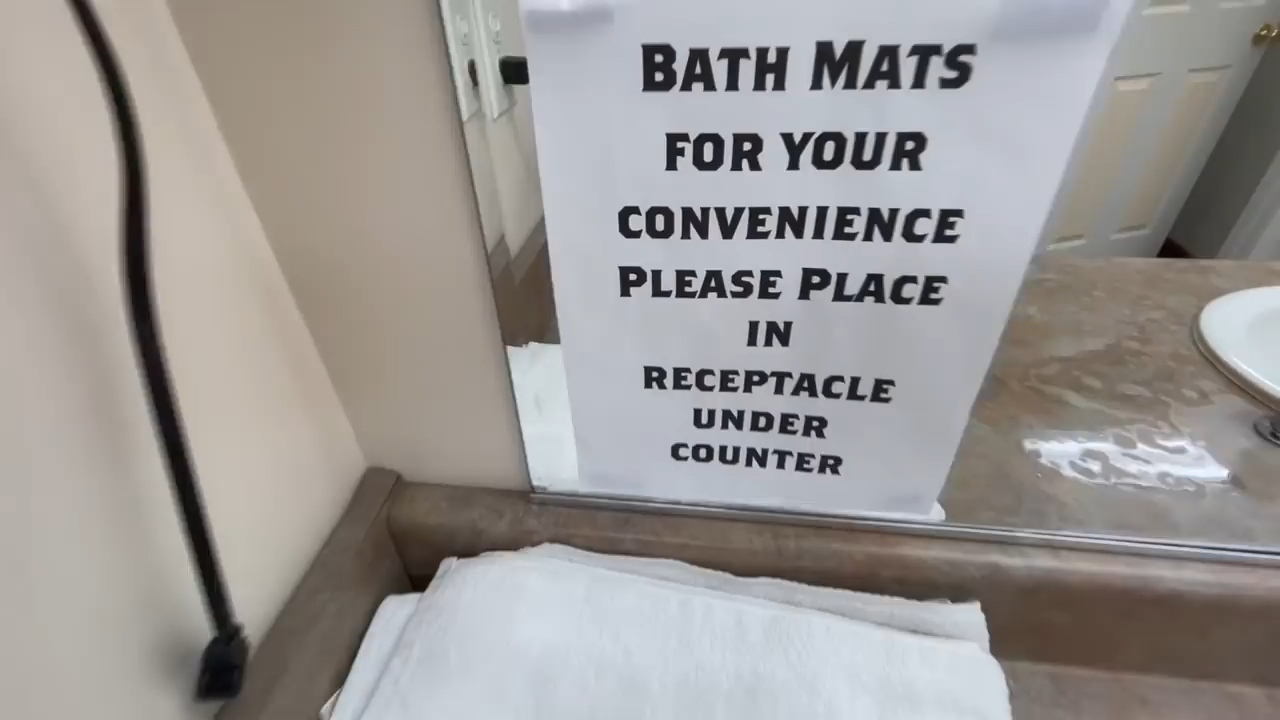 BATH MATS
FOR YOUR
CONVENIENCE
PLEASE PLACE
IN
RECEPTACLE
UNDER
COUNTER